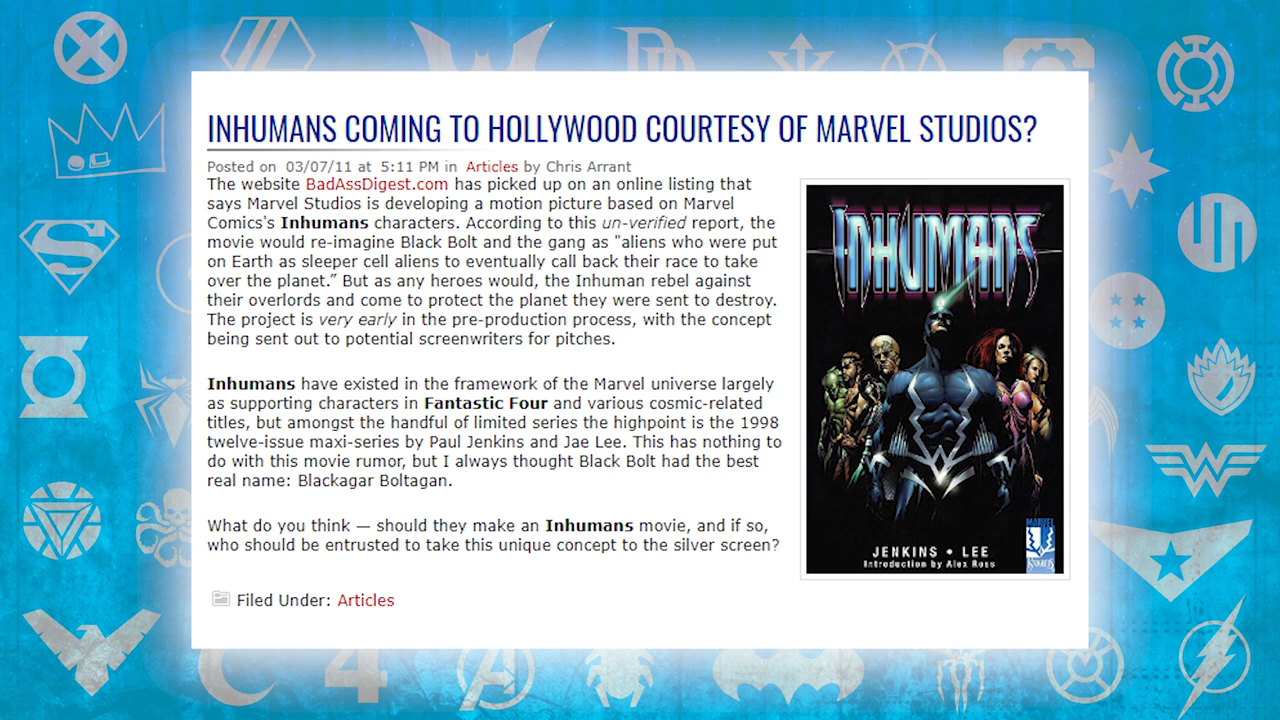 INHUMANS COMING TO HOLLYWOOD COURTESY OF MARVEL STUDIOS?
Posted on 03/07/11 at 5:11 PM in Articles by Chris Arrant
The website BadAssDigest.com has picked up on an online listing that
says Marvel Studios is developing a motion picture based on Marvel
Comics's Inhumans characters. According to this un-verified report, the
movie would re-imagine Black Bolt and the gang as "aliens who were put
on Earth as sleeper cell aliens to eventually call back their race to take
over the planet.” But as any heroes would, the Inhuman rebel against
their overlords and come to protect the planet they were sent to destroy.
The project is very early in the pre-production process, with the concept
being sent out to potential screenwriters for pitches.
Inhumans have existed in the framework of the Marvel universe largely
as supporting characters in Fantastic Four and various cosmic-related
titles, but amongst the handful of limited series the highpoint is the 1998
twelve-issue maxi-series by Paul Jenkins and Jae Lee. This has nothing to
do with this movie rumor, but I always thought Black Bolt had the best
real name: Blackagar Boltagan.
What do you think — should they make an Inhumans movie, and if so,
who should be entrusted to take this unique concept to the silver screen?
Filed Under: Articles
INHUMANS
JENKINS • LEE
Introduction by Alex Ross
MARVEL
KNIGHTS
4